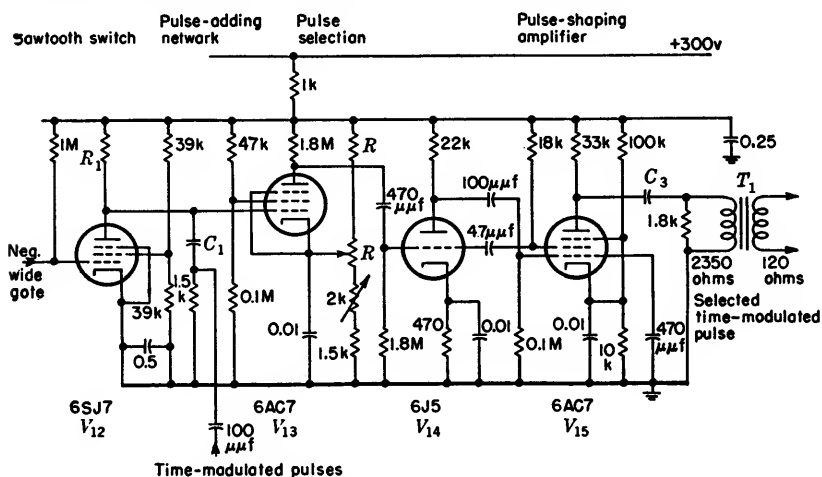 Sawtooth switch
Pulse-adding
network
Pulse
selection
Pulse-shaping
amplifier
+300v
1k
1M
R₁
39k
47k
1.8M
R
22k
18k
33k
100k
0.25
C₃
T₁
470
μμf
100μμf
1.8k
Neg.
wide
gate
C₁
R
47μμf
2350
ohms
120
ohms
1.5
k
39k
0.1M
0.01
2k
1.5k
0.5
1.8M
470
0.01
0.1M
0.01
10
k
470
μμf
Selected
time-modulated
pulse
6SJ7
V₁₂
6AC7
V₁₃
6J5
V₁₄
6AC7
V₁₅
100
μμf
Time-modulated pulses